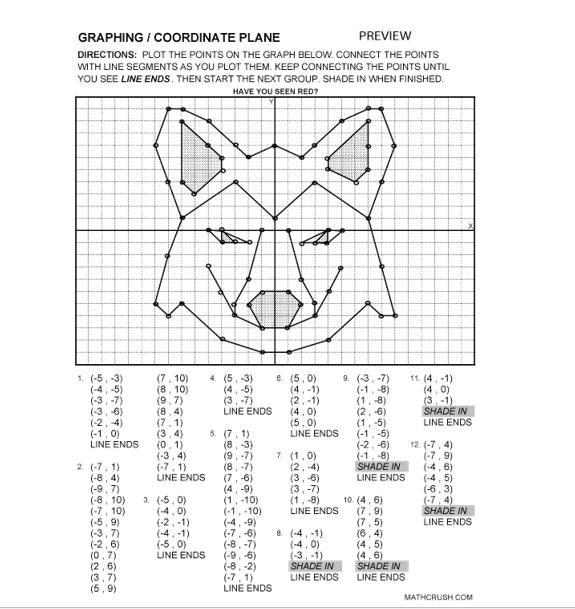 GRAPHING / COORDINATE PLANE
PREVIEW
DIRECTIONS: PLOT THE POINTS ON THE GRAPH BELOW. CONNECT THE POINTS
WITH LINE SEGMENTS AS YOU PLOT THEM. KEEP CONNECTING THE POINTS UNTIL
YOU SEE LINE ENDS. THEN START THE NEXT GROUP. SHADE IN WHEN FINISHED.
HAVE YOU SEEN RED?
Y
X
1. (-5 , -3)
(-4 , -5)
(-3 , -7)
(-3 , -6)
(-2 , -4)
(-1 , 0)
LINE ENDS
2. (-7 , 1)
(-8 , 4)
(-9 , 7)
(-8 , 10)
(-7 , 10)
(-5 , 9)
(-3 , 7)
(-2 , 6)
(0 , 7)
(2 , 6)
(3 , 7)
(5 , 9)
(7 , 10)
(8 , 10)
(9 , 7)
(8 , 4)
(7 , 1)
(3 , 4)
(0 , 1)
(-3 , 4)
(-7 , 1)
LINE ENDS
3. (-5 , 0)
(-4 , 0)
(-2 , -1)
(-4 , -1)
(-5 , 0)
LINE ENDS
4. (5 , -3)
(4 , -5)
(3 , -7)
LINE ENDS
5. (7 , 1)
(8 , -3)
(9 , -7)
(8 , -7)
(7 , -6)
(4 , -9)
(1 , -10)
(-1 , -10)
(-4 , -9)
(-7 , -6)
(-8 , -7)
(-9 , -6)
(-8 , -2)
(-7 , 1)
LINE ENDS
6. (5 , 0)
(4 , -1)
(2 , -1)
(4 , 0)
(5 , 0)
LINE ENDS
7. (1 , 0)
(2 , -4)
(3 , -6)
(3 , -7)
(1 , -8)
LINE ENDS
8. (-4 , -1)
(-4 , 0)
(-3 , -1)
SHADE IN
LINE ENDS
9. (-3 , -7)
(-1 , -8)
(1 , -8)
(2 , -6)
(1 , -5)
(-1 , -5)
(-2 , -6)
(-1 , -8)
SHADE IN
LINE ENDS
10. (4 , 6)
(7 , 9)
(7 , 5)
(6 , 4)
(4 , 5)
(4 , 6)
SHADE IN
LINE ENDS
11. (4 , -1)
(4 , 0)
(3 , -1)
SHADE IN
LINE ENDS
12. (-7 , 4)
(-7 , 9)
(-4 , 6)
(-4 , 5)
(-6 , 3)
(-7 , 4)
SHADE IN
LINE ENDS
MATHCRUSH.COM